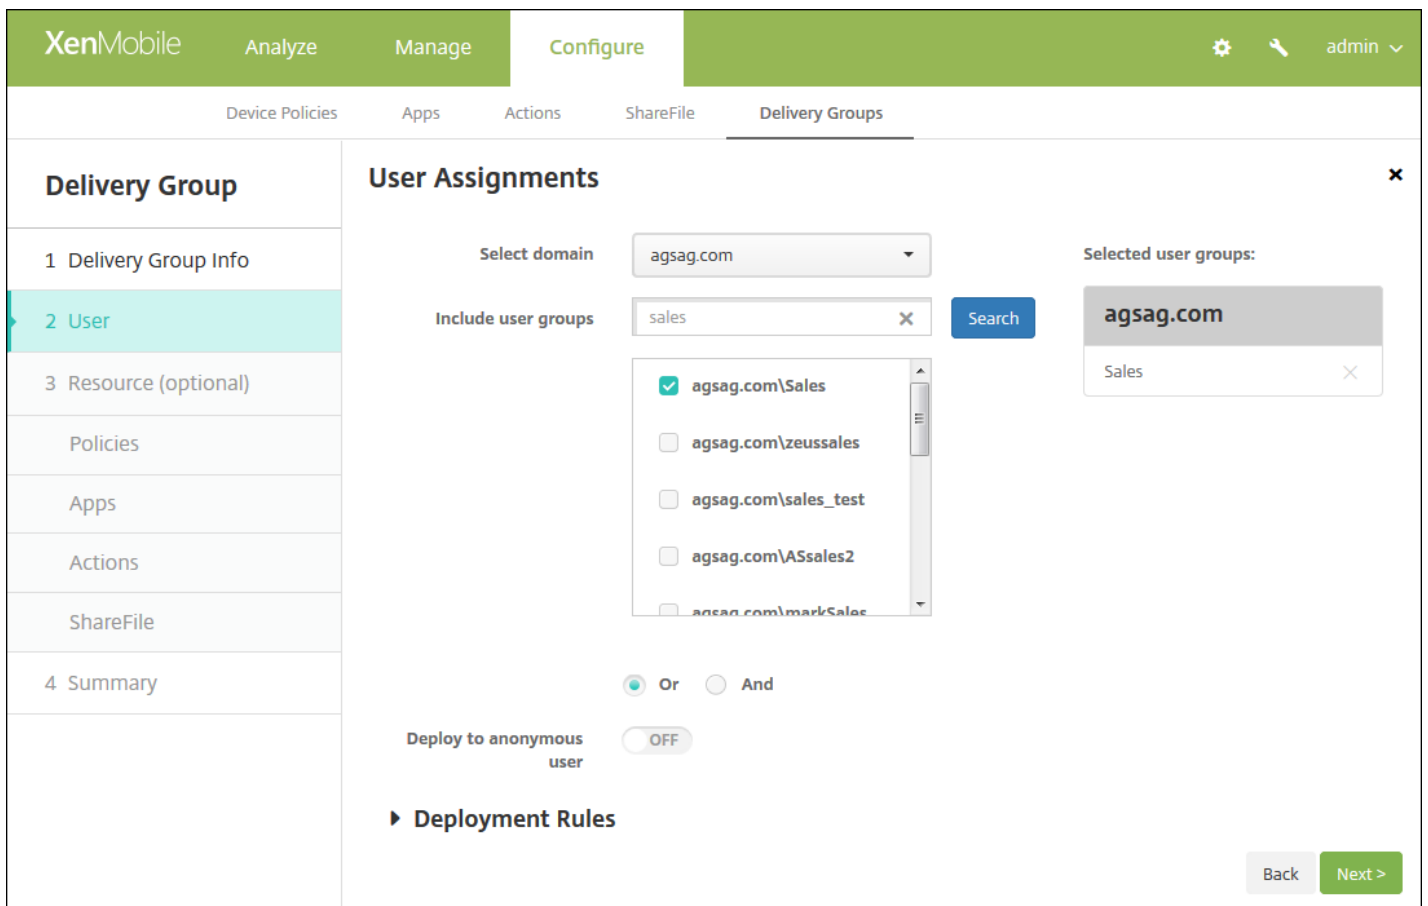 XenMobile
Analyze
Manage
Configure
admin
Device Policies
Apps
Actions
ShareFile
Delivery Groups
Delivery Group
1 Delivery Group Info
2 User
3 Resource (optional)
Policies
Apps
Actions
ShareFile
4 Summary
User Assignments
Select domain
agsag.com
Include user groups
sales
Search
agsag.com\Sales
agsag.com\zeussales
agsag.com\sales_test
agsag.com\ASsales2
agsag.com\markSales
Or
And
Deploy to anonymous
user
OFF
Deployment Rules
Selected user groups:
agsag.com
Sales
Back
Next >